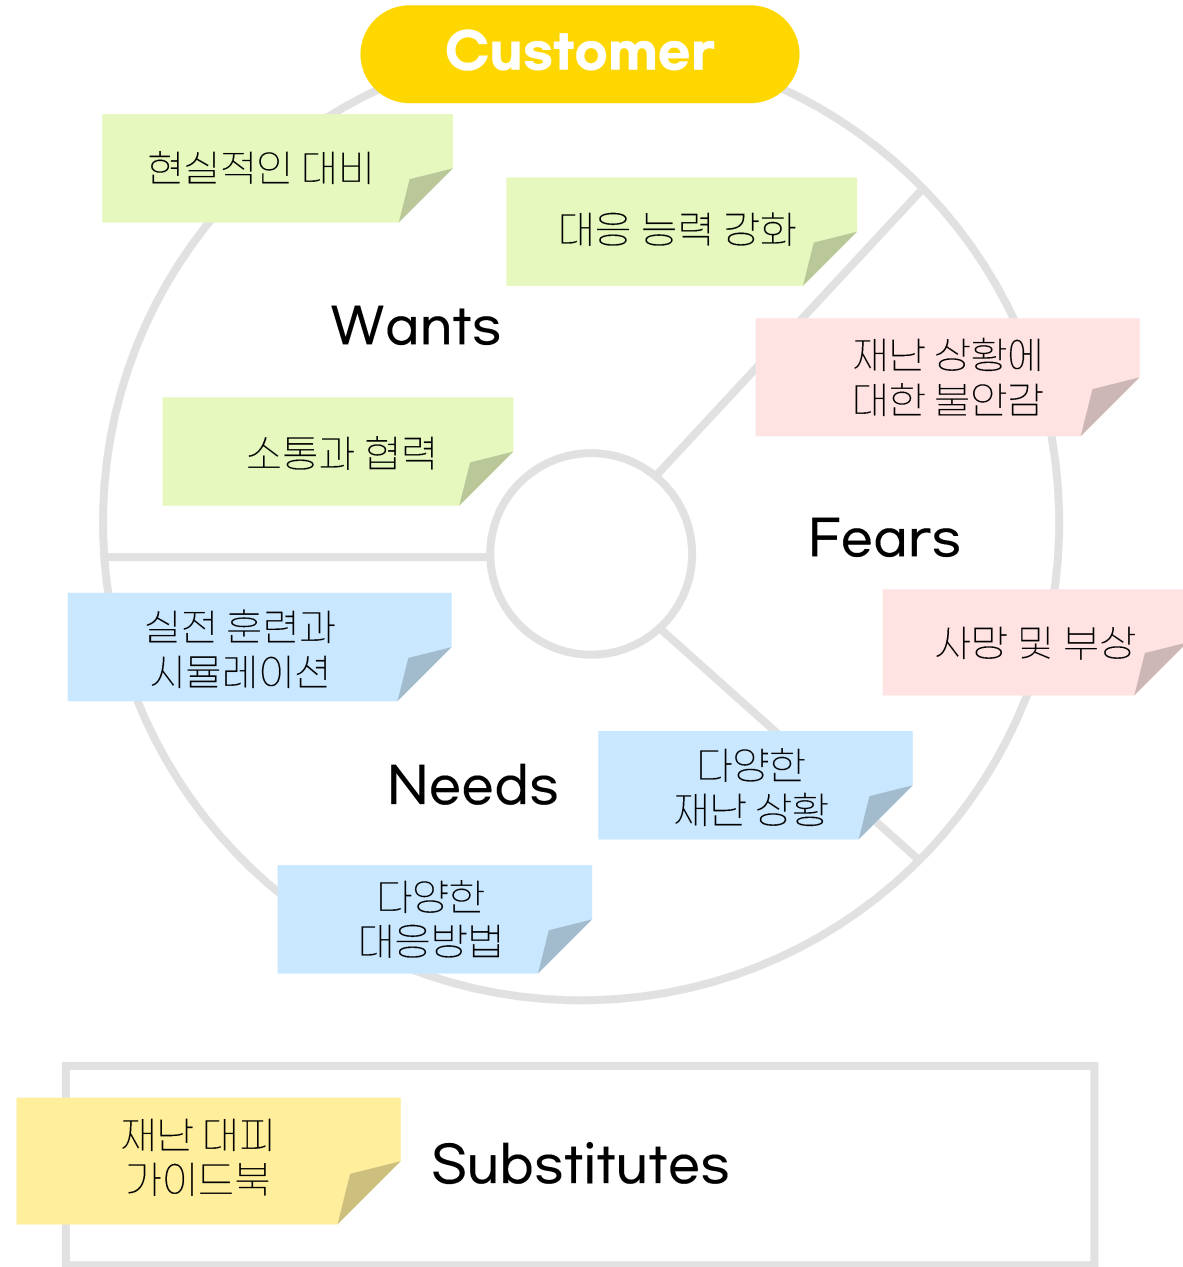 Customer
현실적인 대비
대응 능력 강화
Wants
재난 상황에
대한 불안감
소통과 협력
Fears
실전 훈련과
시뮬레이션
사망 및 부상
Needs
다양한
재난 상황
다양한
대응방법
재난 대피
가이드북
Substitutes